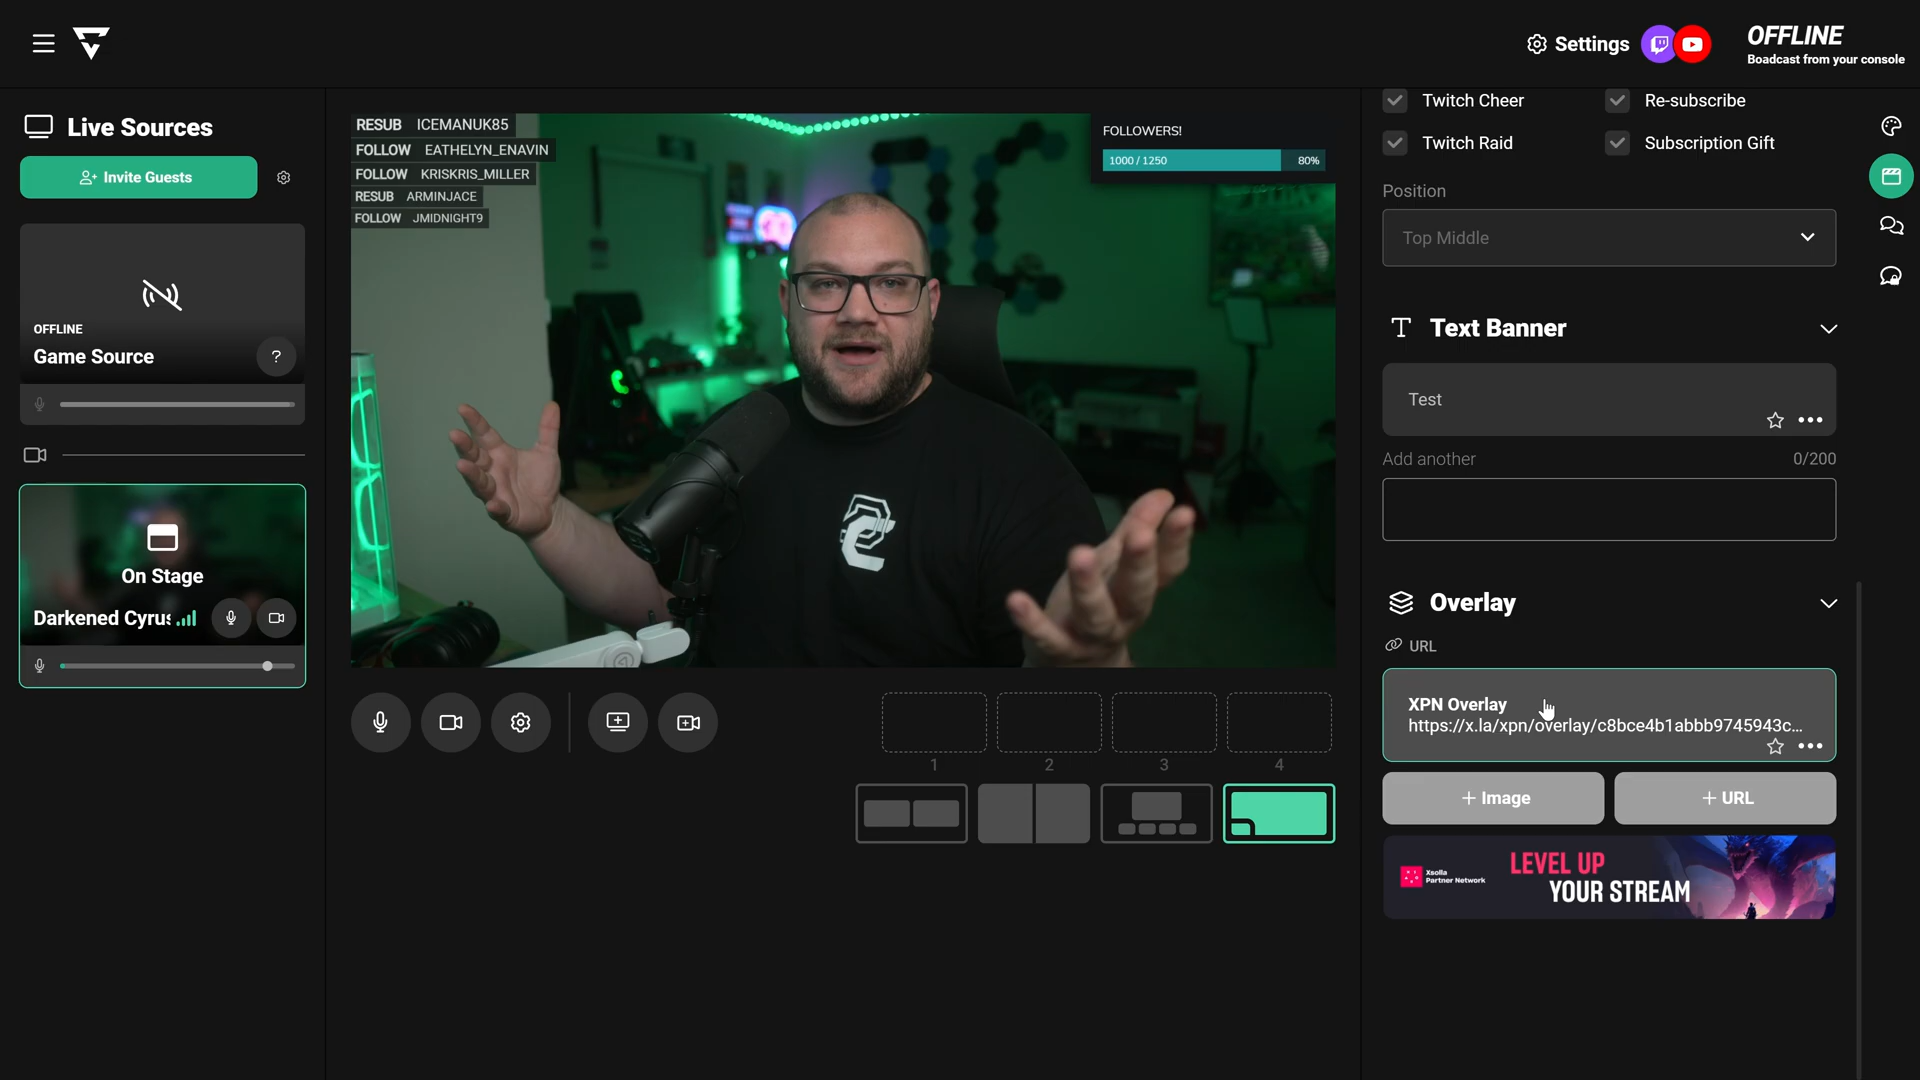 Settings
OFFLINE
Boadcast from your console
Live Sources
Invite Guests
OFFLINE
Game Source
?
On Stage
Darkened Cyrus
RESUB ICEMANUK85
FOLLOW EATHELYN_ENAVIN
FOLLOW KRISKRIS_MILLER
RESUB ARMINJACE
FOLLOW JMIDNIGHT9
FOLLOWERS!
1000 / 1250 80%
1 2 3 4
Twitch Cheer Re-subscribe
Twitch Raid Subscription Gift
Position
Top Middle
Text Banner
Test
Add another 0/200
Overlay
URL
XPN Overlay
https://x.la/xpn/overlay/c8bce4b1abbb9745943c...
+ Image + URL
Xsolla
Partner Network
LEVEL UP
YOUR STREAM